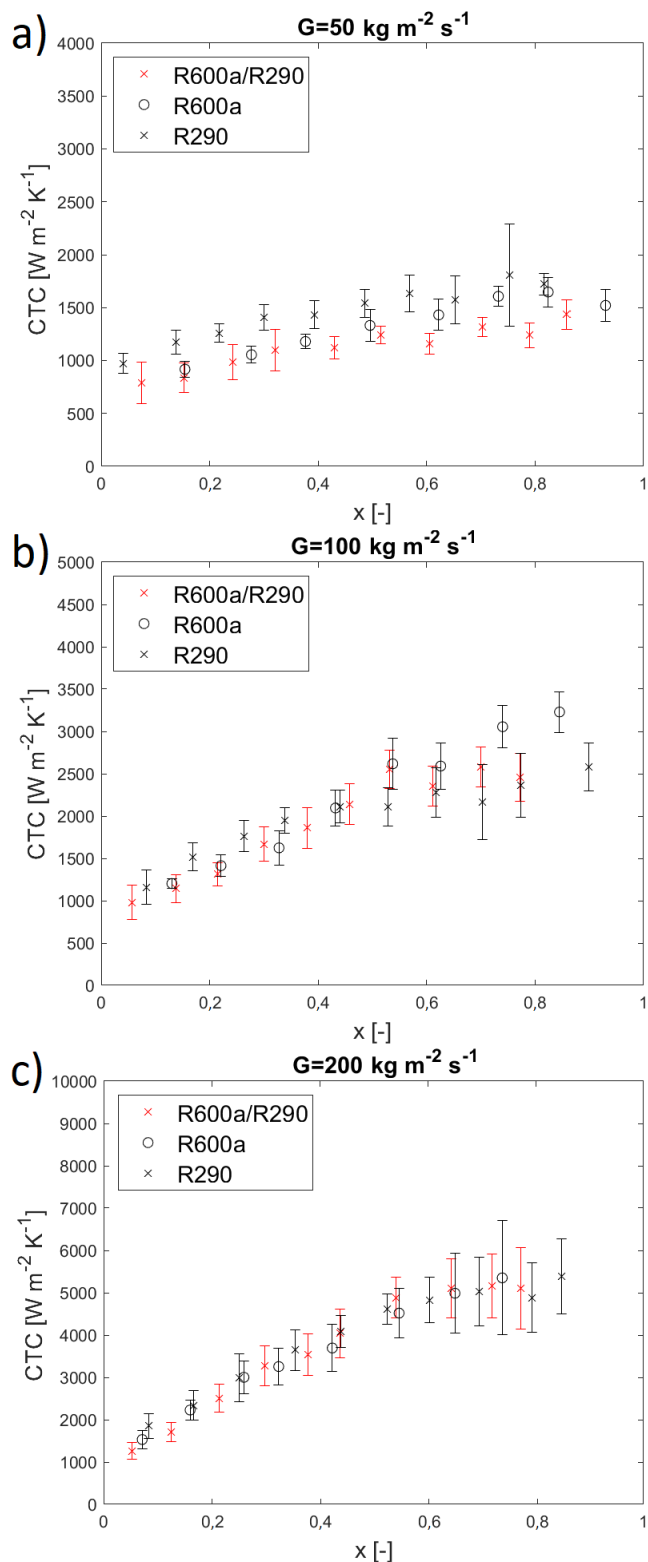 a)
G=50 kg m-2 s-1
4000
3500
3000
2500
2000
1500
1000
500
0
CTC [W m-2 K-1]
R600a/R290
R600a
R290
0
0,2
0,4
0,6
0,8
1
x [-]
b)
G=100 kg m-2 s-1
5000
4500
4000
3500
3000
2500
2000
1500
1000
500
0
CTC [W m-2 K-1]
R600a/R290
R600a
R290
0
0,2
0,4
0,6
0,8
1
x [-]
c)
G=200 kg m-2 s-1
10000
9000
8000
7000
6000
5000
4000
3000
2000
1000
0
CTC [W m-2 K-1]
R600a/R290
R600a
R290
0
0,2
0,4
0,6
0,8
1
x [-]